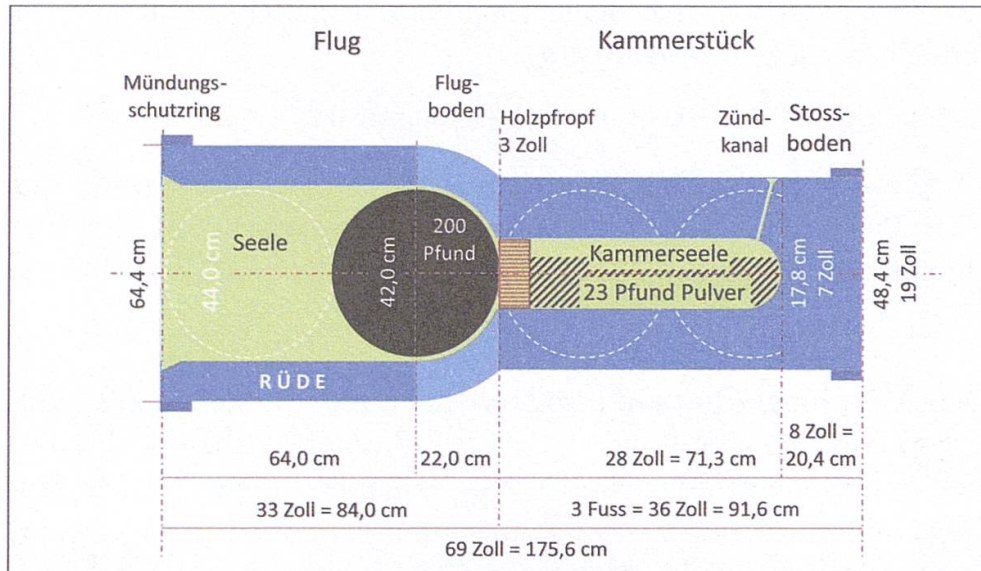 Flug
Kammerstück
Mündungs-
schutzring
Flug-
boden
Holzpfropf
3 Zoll
Zünd-
kanal
Stoss-
boden
64,4 cm
44,0 cm
Seele
42,0 cm
200
Pfund
Kammerseele
23 Pfund Pulver
17,8 cm
7 Zoll
48,4 cm
19 Zoll
RÜDE
64,0 cm
22,0 cm
28 Zoll = 71,3 cm
8 Zoll =
20,4 cm
33 Zoll = 84,0 cm
3 Fuss = 36 Zoll = 91,6 cm
69 Zoll = 175,6 cm